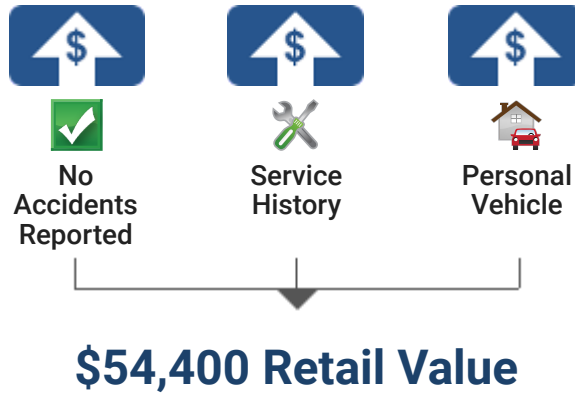 $ $ $
No Accidents Reported
Service History
Personal Vehicle
$54,400 Retail Value